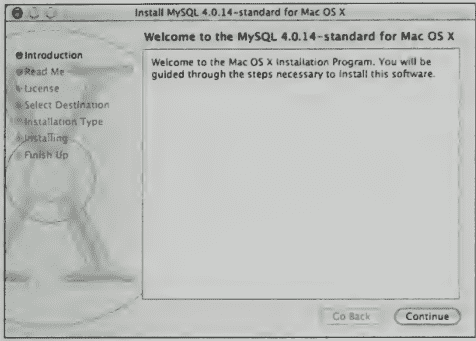 Install MySQL 4.0.14-standard for Mac OS X
Welcome to the MySQL 4.0.14-standard for Mac OS X
Introduction
Read Me
License
Select Destination
Installation Type
Installing
Finish Up
Welcome to the Mac OS X Installation Program. You will be
guided through the steps necessary to install this software.
Go Back
Continue